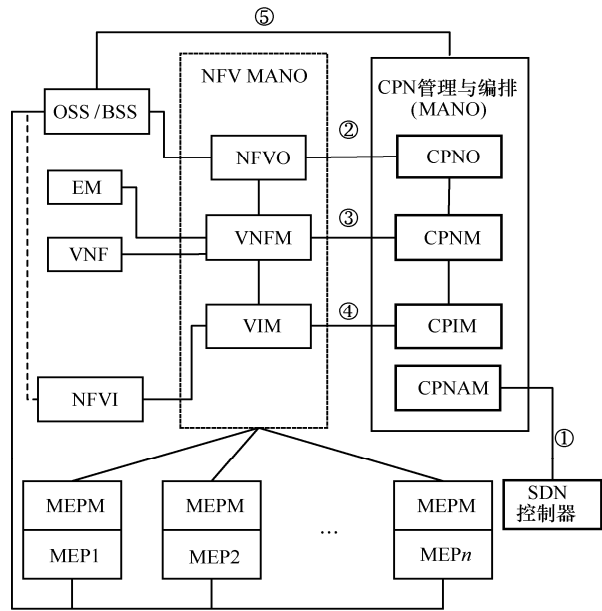 ⑤
NFV MANO
CPN管理与编排
(MANO)
OSS/BSS
②
NFVO
CPNO
EM
③
VNFM
CPNM
VNF
④
VIM
CPIM
NFVI
CPNAM
①
SDN
控制器
MEPM
MEPM
MEPM
...
MEP1
MEP2
MEPn